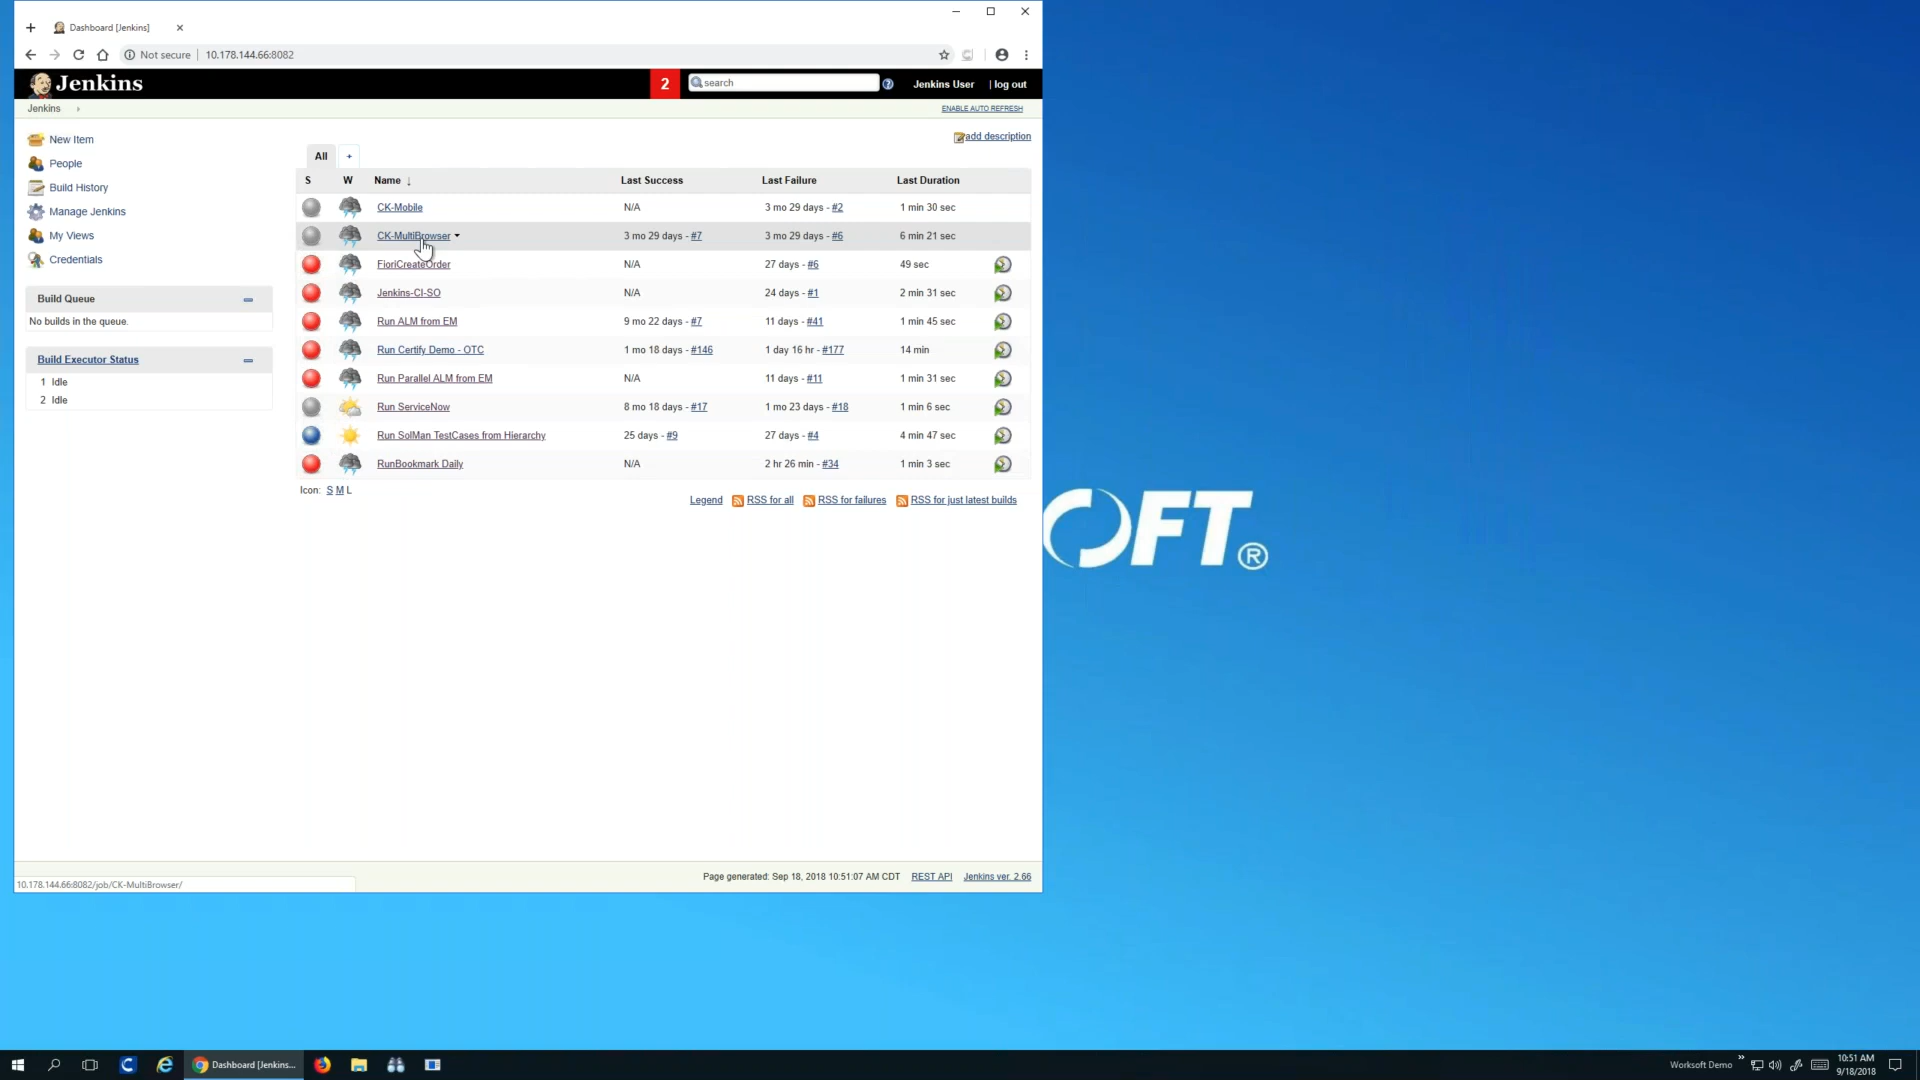 Dashboard [Jenkins]
Not secure | 10.178.144.66:8082
Jenkins 2 search Jenkins User | log out
Jenkins ENABLE AUTO REFRESH
New Item
People
Build History
Manage Jenkins
My Views
Credentials
Build Queue
No builds in the queue.
Build Executor Status
1 Idle
2 Idle
add description
All +
S W Name ↓ Last Success Last Failure Last Duration
CK-Mobile N/A 3 mo 29 days - #2 1 min 30 sec
CK-MultiBrowser 3 mo 29 days - #7 3 mo 29 days - #6 6 min 21 sec
FioriCreateOrder N/A 27 days - #6 49 sec
Jenkins-CI-SO N/A 24 days - #1 2 min 31 sec
Run ALM from EM 9 mo 22 days - #7 11 days - #41 1 min 45 sec
Run Certify Demo - OTC 1 mo 18 days - #146 1 day 16 hr - #177 14 min
Run Parallel ALM from EM N/A 11 days - #11 1 min 31 sec
Run ServiceNow 8 mo 18 days - #17 1 mo 23 days - #18 1 min 6 sec
Run SolMan TestCases from Hierarchy 25 days - #9 27 days - #4 4 min 47 sec
RunBookmark Daily N/A 2 hr 26 min - #34 1 min 3 sec
Icon: S M L
Legend RSS for all RSS for failures RSS for just latest builds
OFT®
Page generated: Sep 18, 2018 10:51:07 AM CDT REST API Jenkins ver. 2.66
10.178.144.66:8082/job/CK-MultiBrowser/
Dashboard [Jenkins...
Worksoft Demo
10:51 AM
9/18/2018